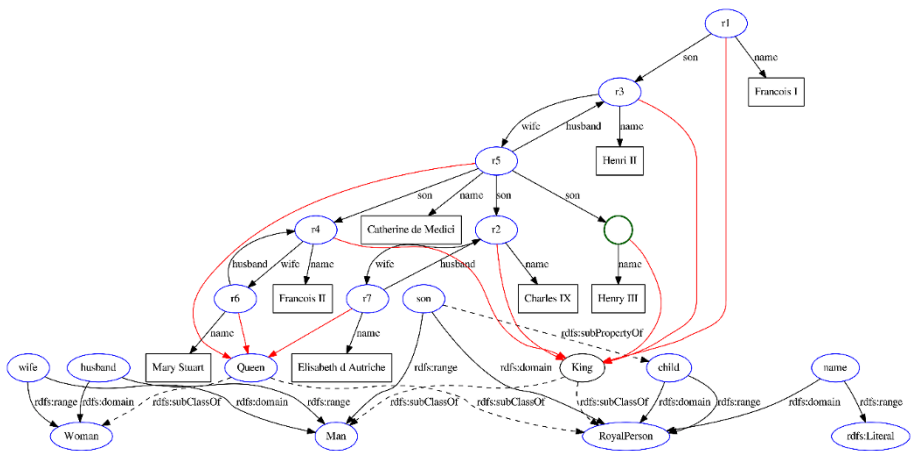 r1
son
name
r3
Francois I
wife
husband
name
r5
Henri II
son
name
son
son
r4
Catherine de Medici
r2
husband
wife
name
wife
husband
name
name
r6
Francois II
r7
son
Charles IX
Henry III
name
name
rdfs:subPropertyOf
wife
husband
Mary Stuart
Queen
Elisabeth d Autriche
rdfs:range
rdfs:domain
King
child
name
rdfs:range
rdfs:domain
rdfs:subClassOf
rdfs:domain
rdfs:range
rdfs:subClassOf
rdfs:subClassOf
rdfs:subClassOf
rdfs:domain
rdfs:range
rdfs:domain
rdfs:range
Woman
Man
RoyalPerson
rdfs:Literal